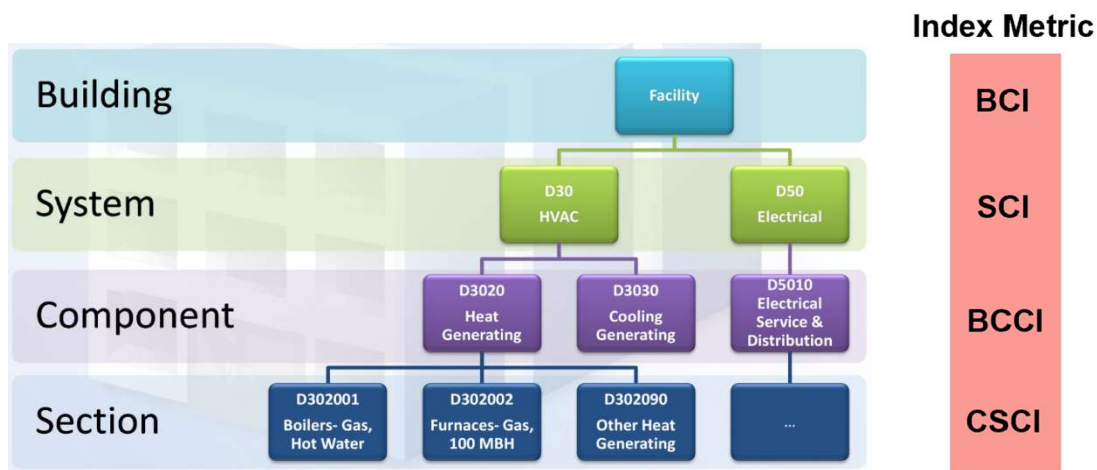 Index Metric
Building
Facility
BCI
System
D30
HVAC
D50
Electrical
SCI
Component
D3020
Heat
Generating
D3030
Cooling
Generating
D5010
Electrical
Service &
Distribution
BCCI
Section
D302001
Boilers- Gas,
Hot Water
D302002
Furnaces- Gas,
100 MBH
D302090
Other Heat
Generating
...
CSCI